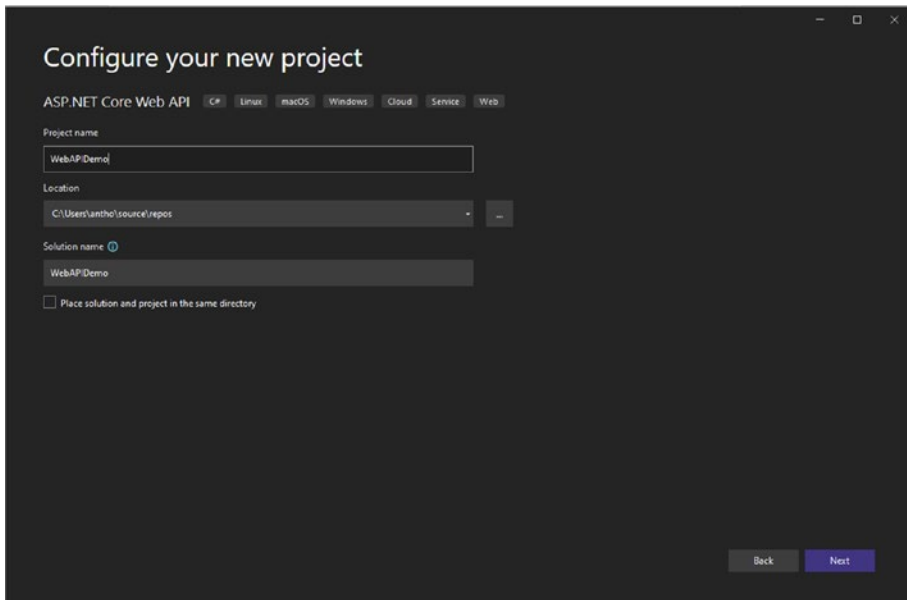 Configure your new project
ASP.NET Core Web API C# Linux macOS Windows Cloud Service Web
Project name
WebAPIDemo
Location
C:\Users\antho\source\repos
...
Solution name
WebAPIDemo
Place solution and project in the same directory
Back Next